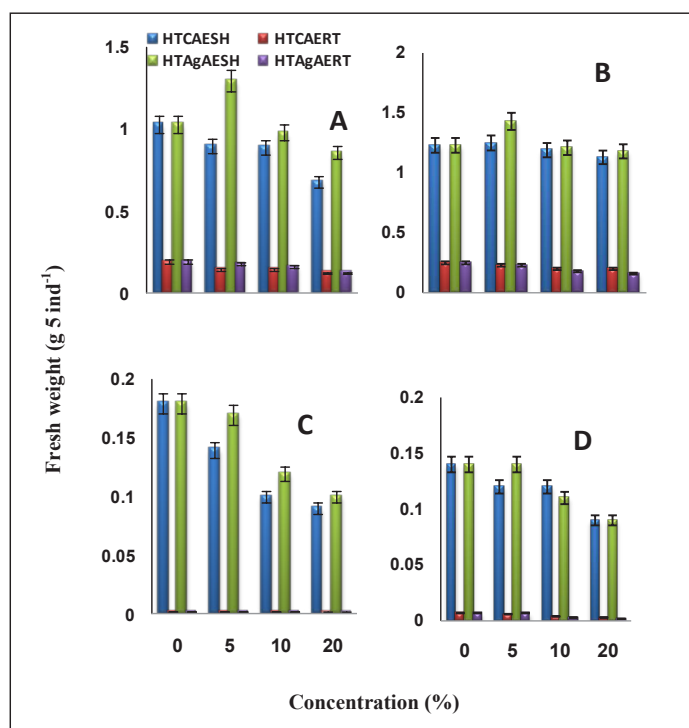 HTCAESH HTCAERT
HTAgAESH HTAgAERT
A
1.5
1
0.5
0
B
2
1.5
1
0.5
0
C
0.2
0.15
0.1
0.05
0
0 5 10 20
D
0.2
0.15
0.1
0.05
0
0 5 10 20
Fresh weight (g 5 ind-1)
Concentration (%)